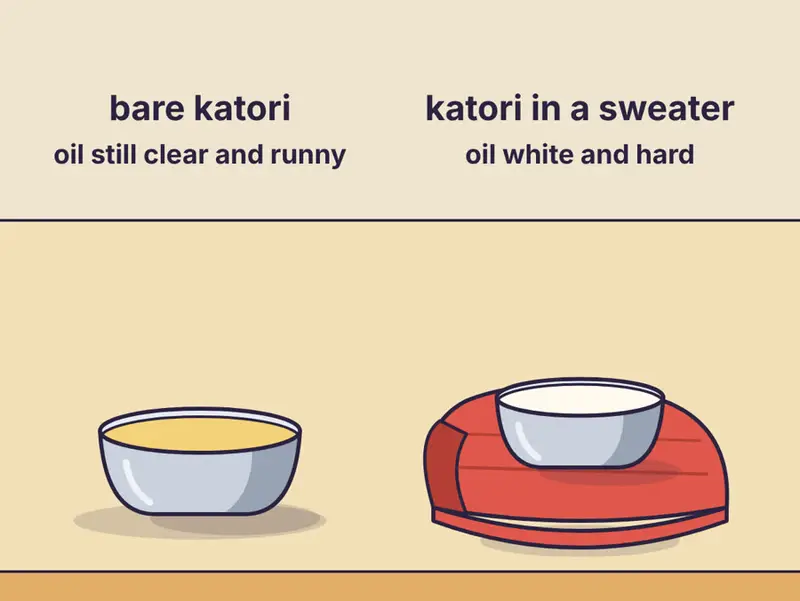 bare katori
oil still clear and runny
katori in a sweater
oil white and hard